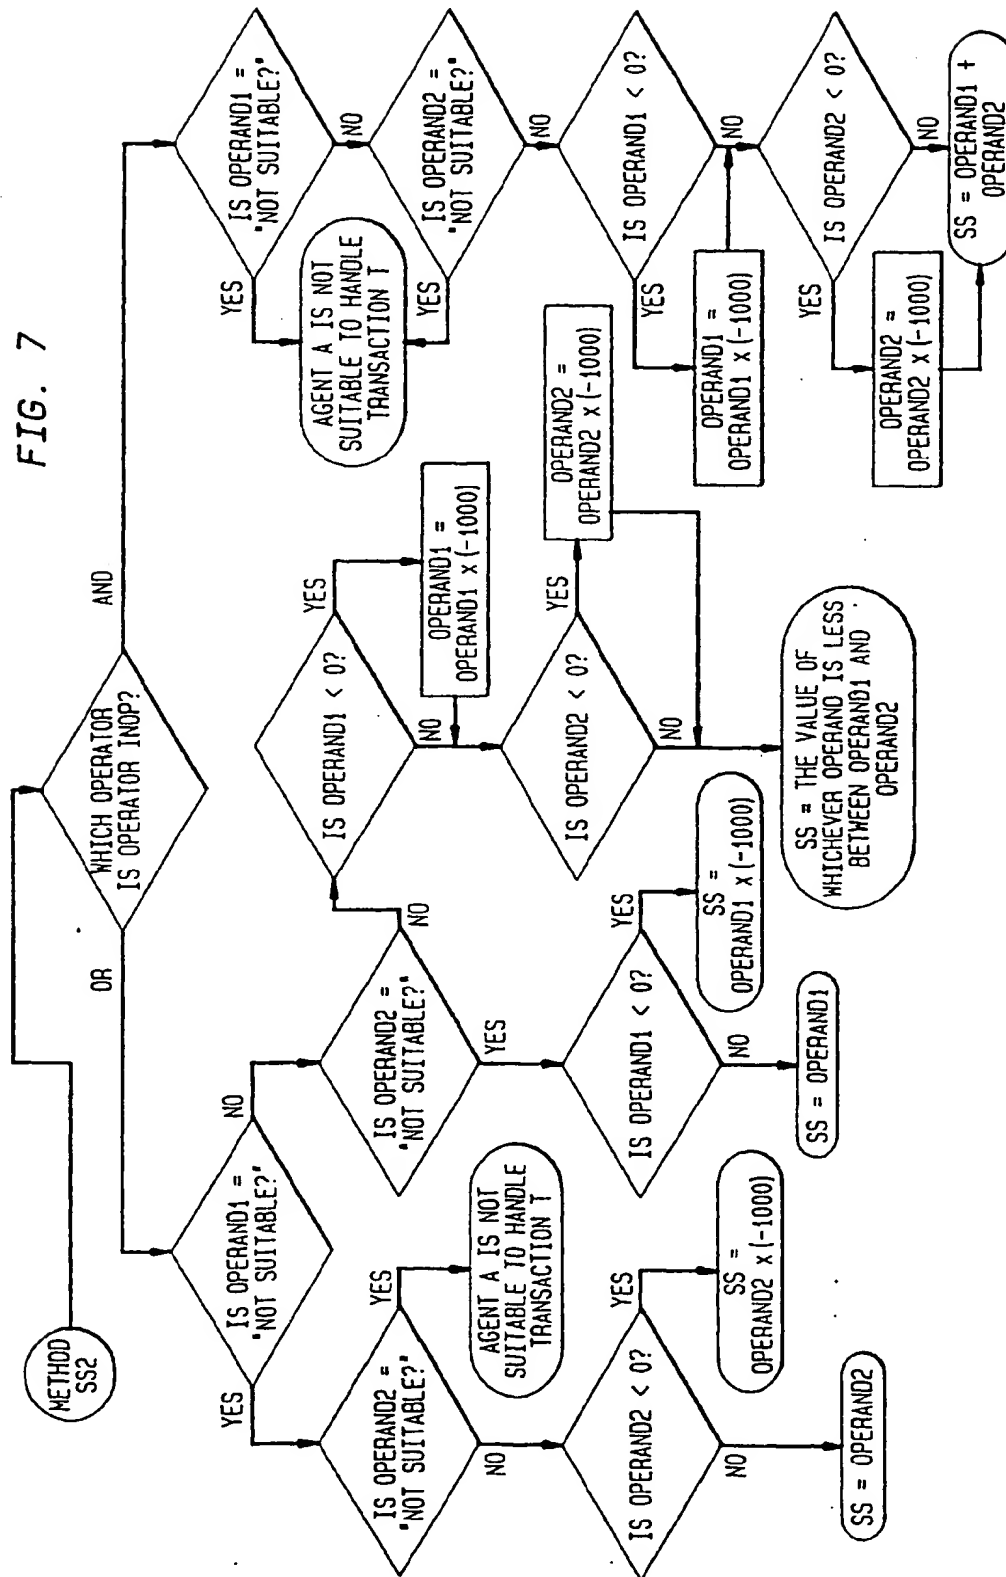 FIG. 7
METHOD
SS2
WHICH OPERATOR
IS OPERATOR INOP?
OR
AND
IS OPERAND1 =
"NOT SUITABLE?"
YES
NO
IS OPERAND2 =
"NOT SUITABLE?"
YES
NO
AGENT A IS NOT
SUITABLE TO HANDLE
TRANSACTION T
IS OPERAND2 < 0?
YES
NO
SS =
OPERAND2 x (-1000)
SS = OPERAND2
IS OPERAND2 =
"NOT SUITABLE?"
NO
YES
IS OPERAND1 < 0?
YES
NO
SS =
OPERAND1 x (-1000)
SS = OPERAND1
IS OPERAND1 < 0?
YES
NO
OPERAND1 =
OPERAND1 x (-1000)
IS OPERAND2 < 0?
YES
NO
OPERAND2 =
OPERAND2 x (-1000)
SS = THE VALUE OF
WHICHEVER OPERAND IS LESS
BETWEEN OPERAND1 AND
OPERAND2
IS OPERAND1 =
"NOT SUITABLE?"
YES
NO
AGENT A IS NOT
SUITABLE TO HANDLE
TRANSACTION T
IS OPERAND2 =
"NOT SUITABLE?"
YES
NO
IS OPERAND1 < 0?
YES
NO
OPERAND1 =
OPERAND1 x (-1000)
IS OPERAND2 < 0?
YES
NO
OPERAND2 =
OPERAND2 x (-1000)
SS = OPERAND1 +
OPERAND2